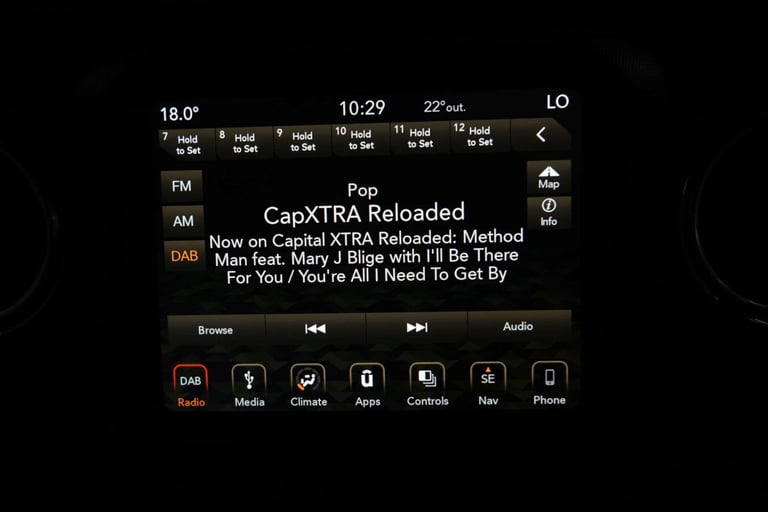 18.0° 10:29 22°out. LO
7 Hold to Set 8 Hold to Set 9 Hold to Set 10 Hold to Set 11 Hold to Set 12 Hold to Set
FM
AM
DAB
Pop
CapXTRA Reloaded
Now on Capital XTRA Reloaded: Method
Man feat. Mary J Blige with I'll Be There
For You / You're All I Need To Get By
Map
Info
Browse Audio
DAB SE
Radio Media Climate Apps Controls Nav Phone